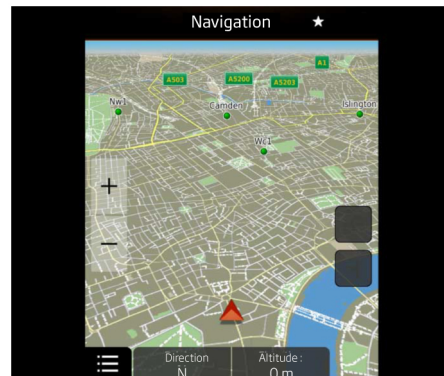 Navigation
A1
A503 A5200 A5203
Nw1 Camden Islington
Wc1
+
−
Direction Altitude :
N 0 m